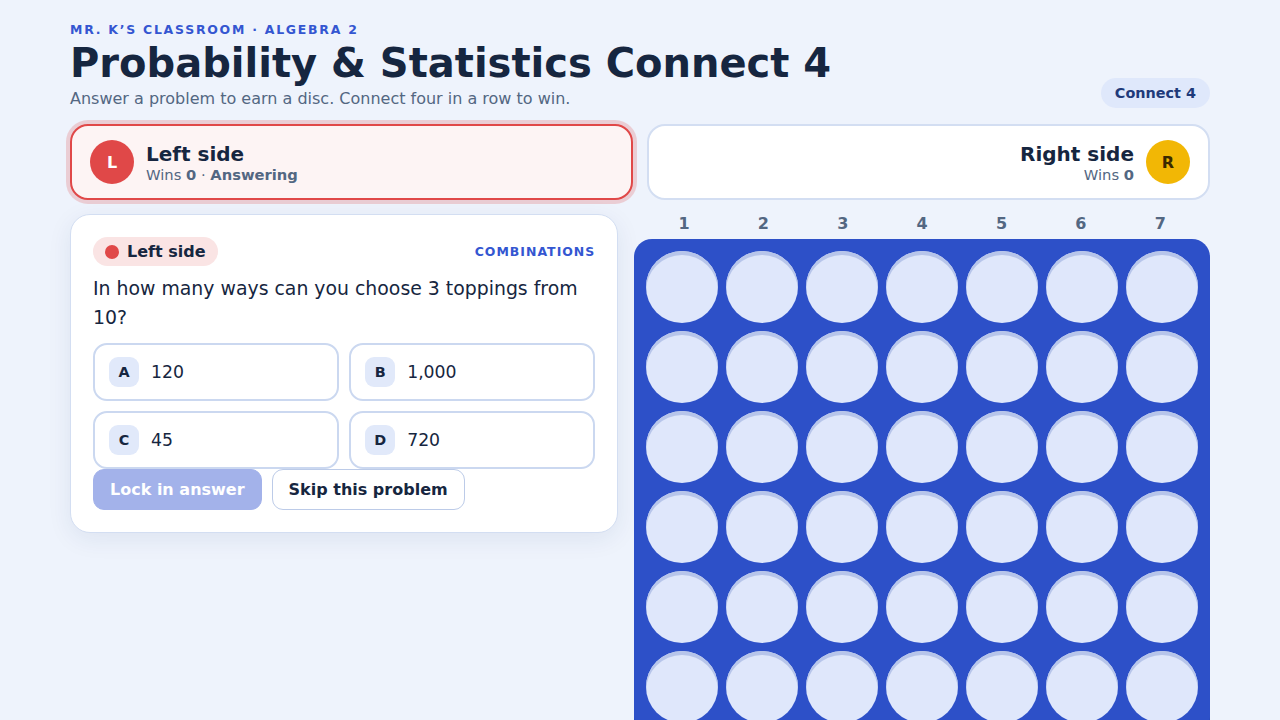 MR. K’S CLASSROOM · ALGEBRA 2
Probability & Statistics Connect 4
Answer a problem to earn a disc. Connect four in a row to win.
Connect 4
L
Left side
Wins 0 · Answering
Right side
Wins 0
R
Left side
COMBINATIONS
In how many ways can you choose 3 toppings from
10?
A 120
B 1,000
C 45
D 720
Lock in answer
Skip this problem
1 2 3 4 5 6 7